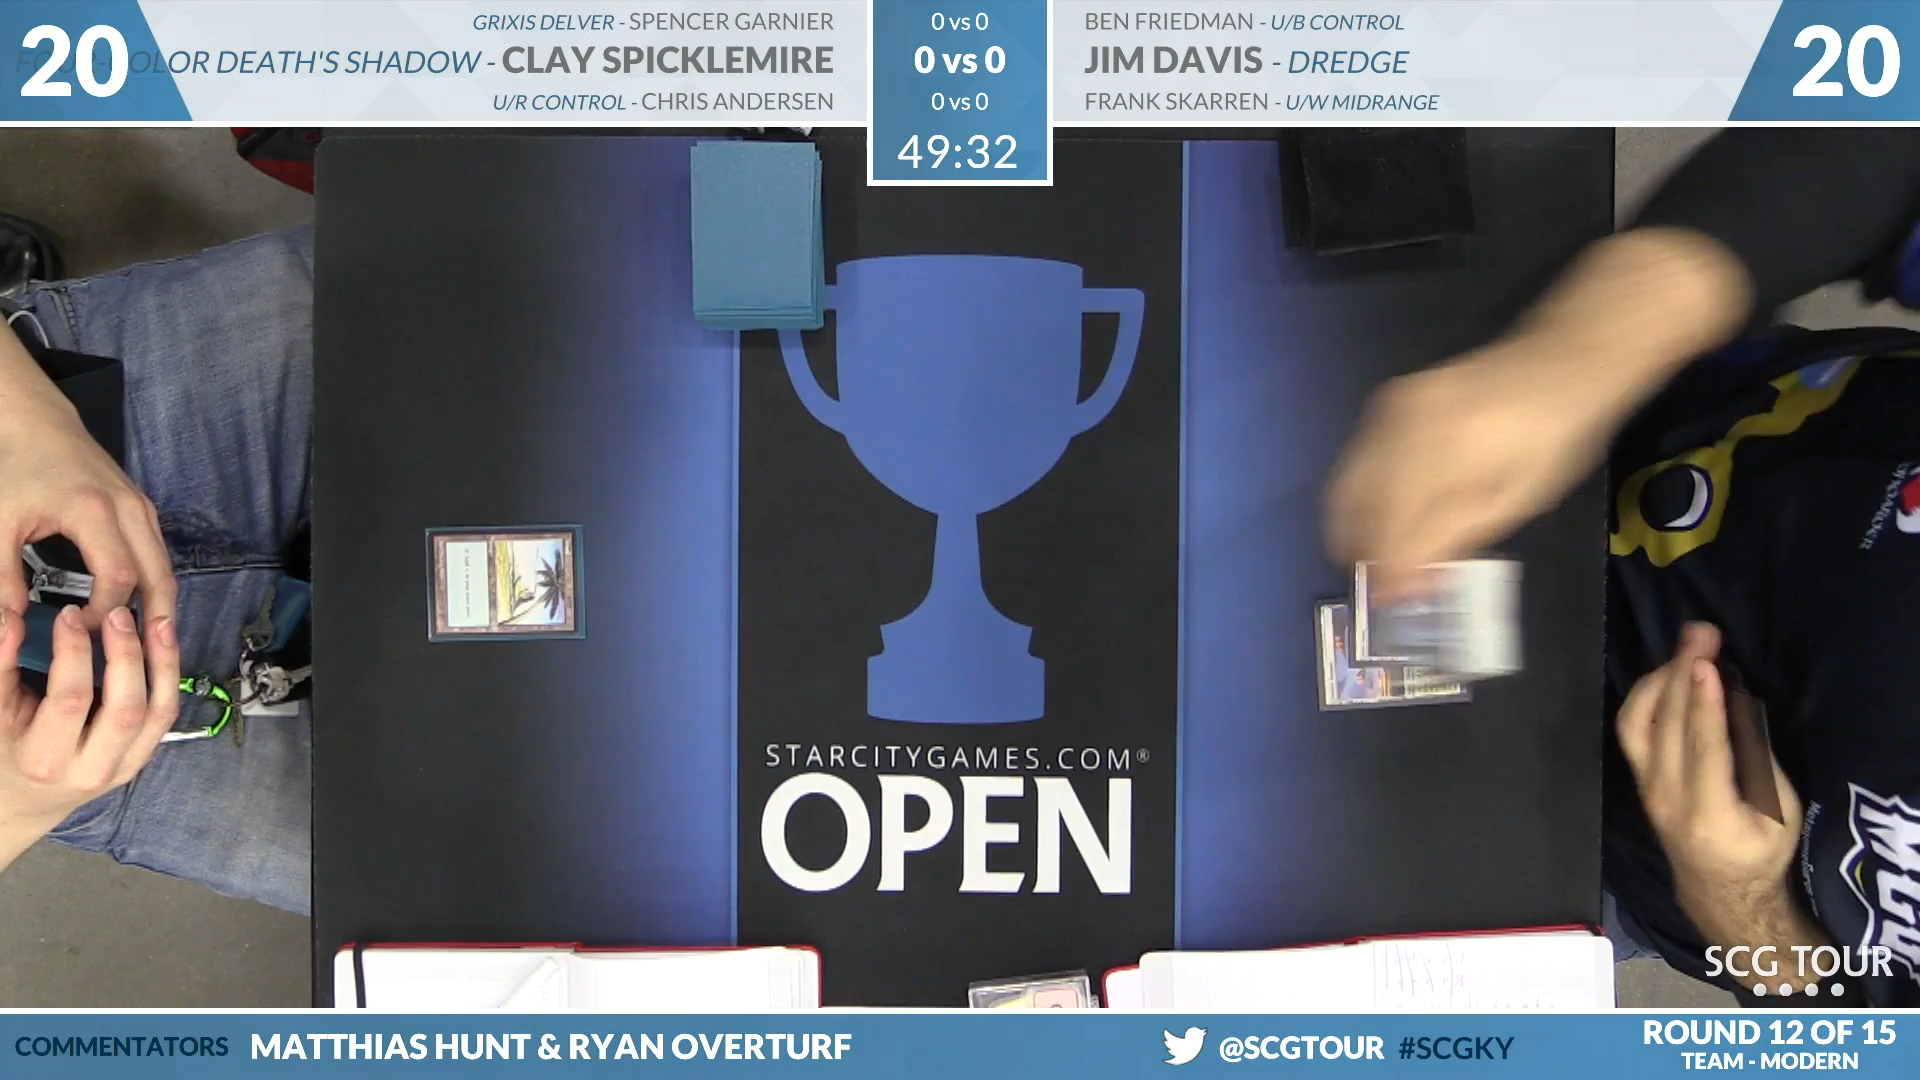 20
GRIXIS DELVER - SPENCER GARNIER
FOUR-COLOR DEATH'S SHADOW - CLAY SPICKLEMIRE
U/R CONTROL - CHRIS ANDERSEN
0 vs 0
0 vs 0
0 vs 0
49:32
BEN FRIEDMAN - U/B CONTROL
JIM DAVIS - DREDGE
FRANK SKARREN - U/W MIDRANGE
20
STARCITYGAMES.COM®
OPEN
SCG TOUR
COMMENTATORS MATTHIAS HUNT & RYAN OVERTURF
@SCGTOUR #SCGKY
ROUND 12 OF 15
TEAM - MODERN